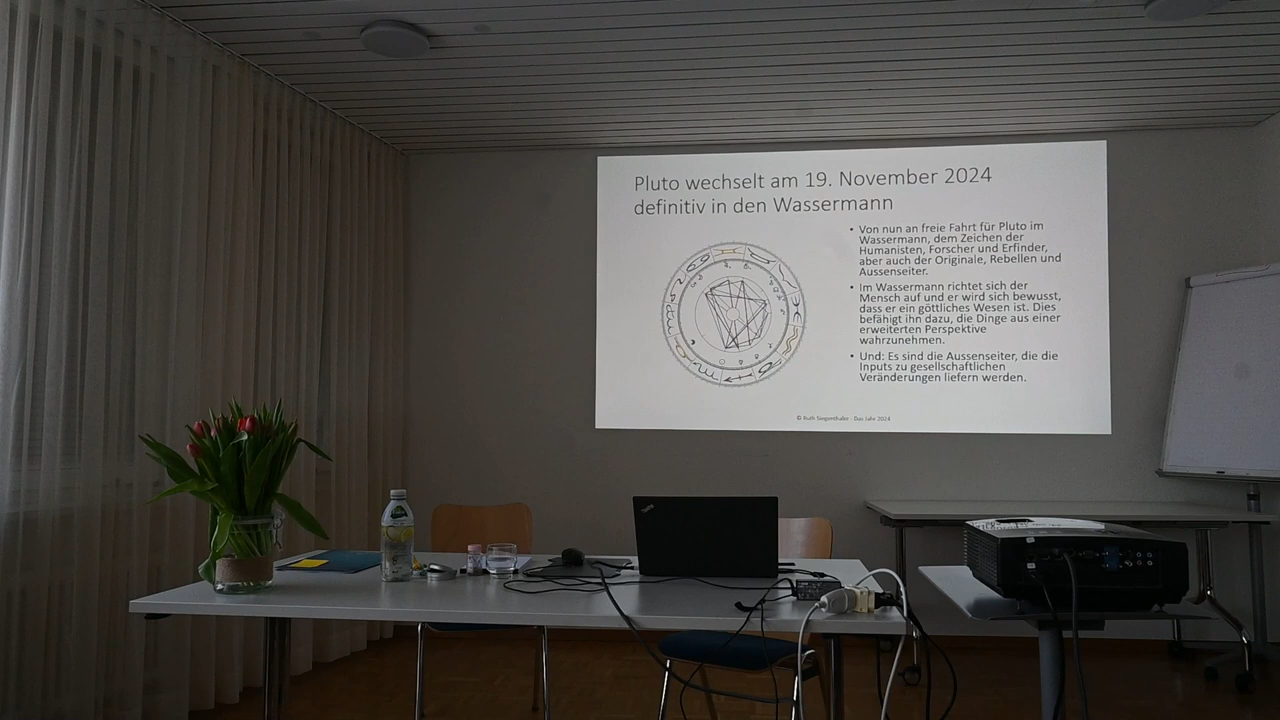 Pluto wechselt am 19. November 2024
definitiv in den Wassermann
• Von nun an freie Fahrt für Pluto im
Wassermann, dem Zeichen der
Humanisten, Forscher und Erfinder,
aber auch der Originale, Rebellen und
Aussenseiter.
• Im Wassermann richtet sich der
Mensch auf und er wird sich bewusst,
dass er ein göttliches Wesen ist. Dies
befähigt ihn dazu, die Dinge aus einer
erweiterten Perspektive
wahrzunehmen.
• Und: Es sind die Aussenseiter, die die
Inputs zu gesellschaftlichen
Veränderungen liefern werden.
© Ruth Siegenthaler - Das Jahr 2024
ThinkPad